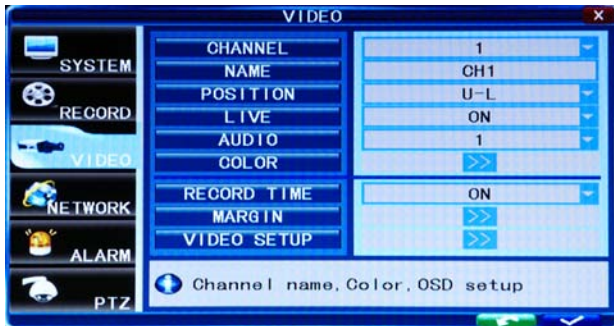 VIDEO
SYSTEM
RECORD
VIDEO
NETWORK
ALARM
PTZ
CHANNEL 1
NAME CH1
POSITION U-L
LIVE ON
AUDIO 1
COLOR >>
RECORD TIME ON
MARGIN >>
VIDEO SETUP >>
Channel name, Color, OSD setup